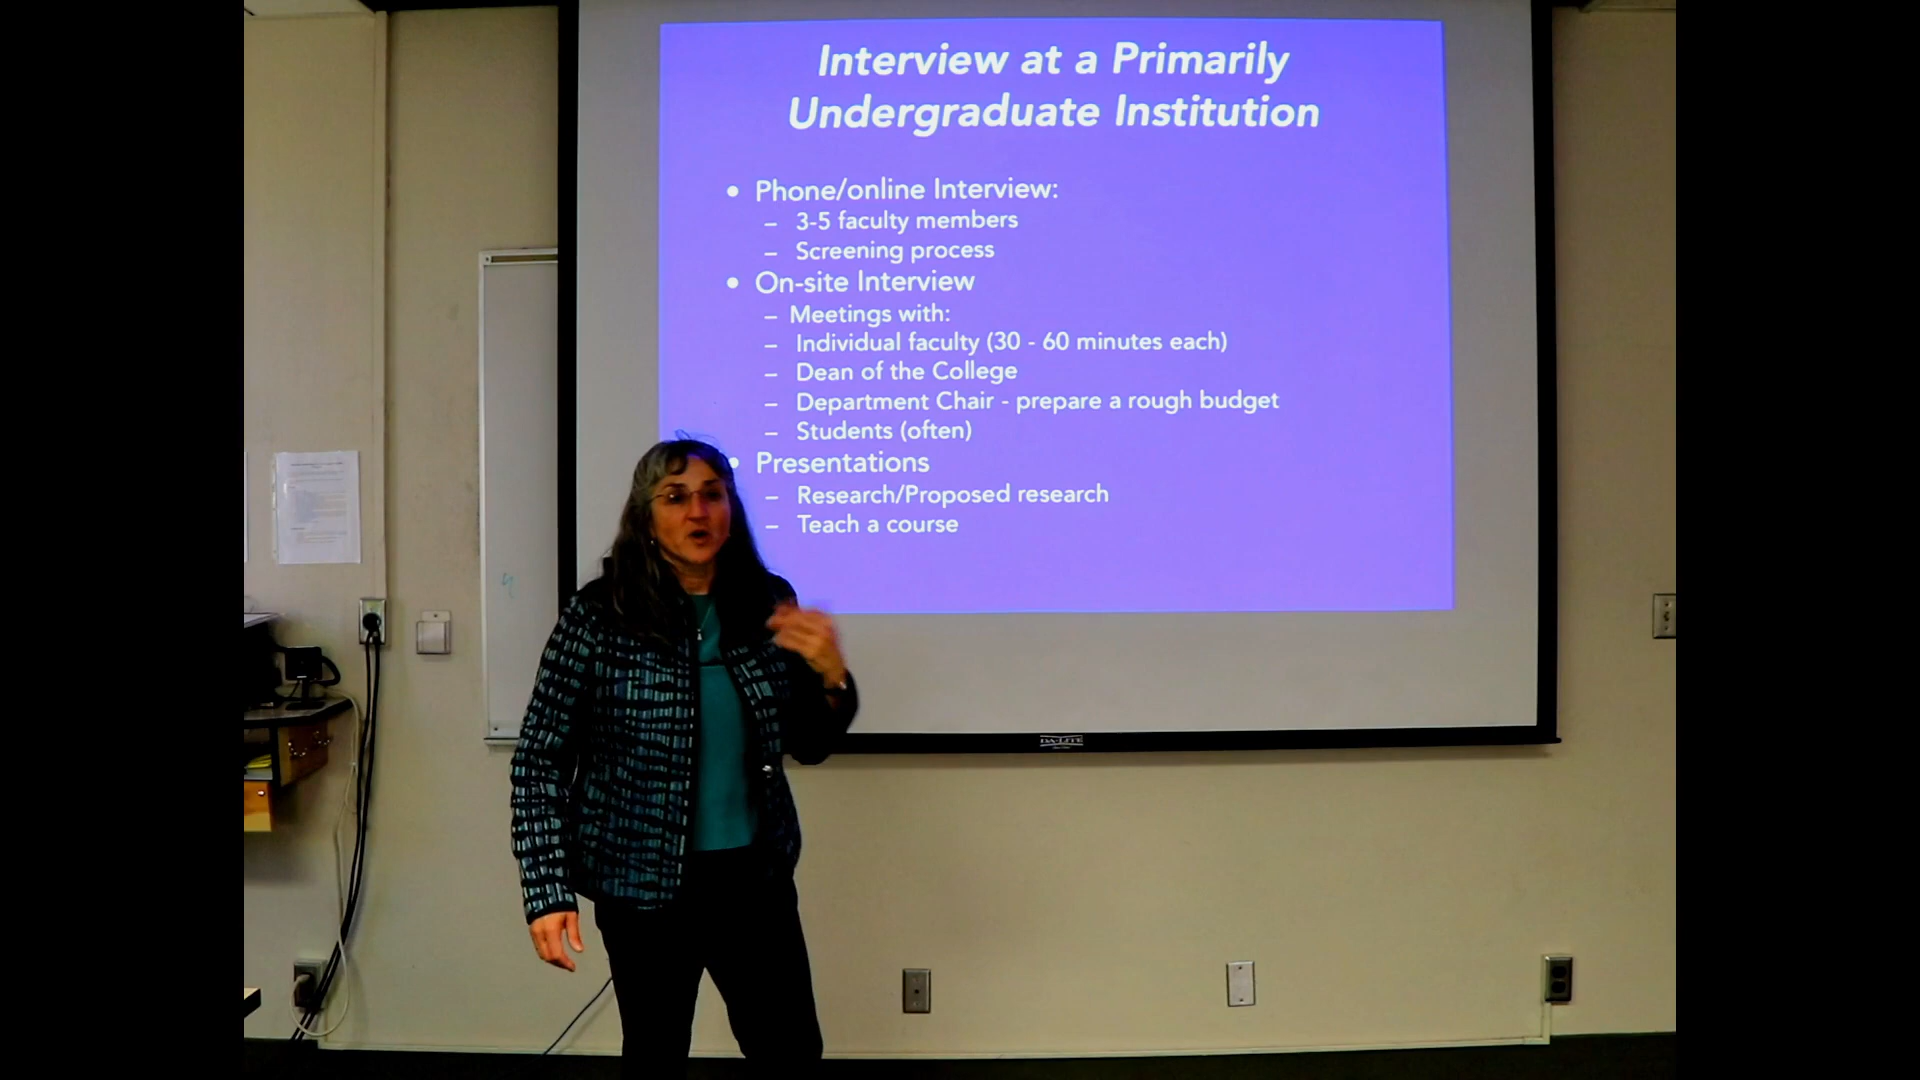 Interview at a Primarily
Undergraduate Institution
• Phone/online Interview:
– 3-5 faculty members
– Screening process
• On-site Interview
– Meetings with:
– Individual faculty (30 - 60 minutes each)
– Dean of the College
– Department Chair - prepare a rough budget
– Students (often)
• Presentations
– Research/Proposed research
– Teach a course
DA-LITE